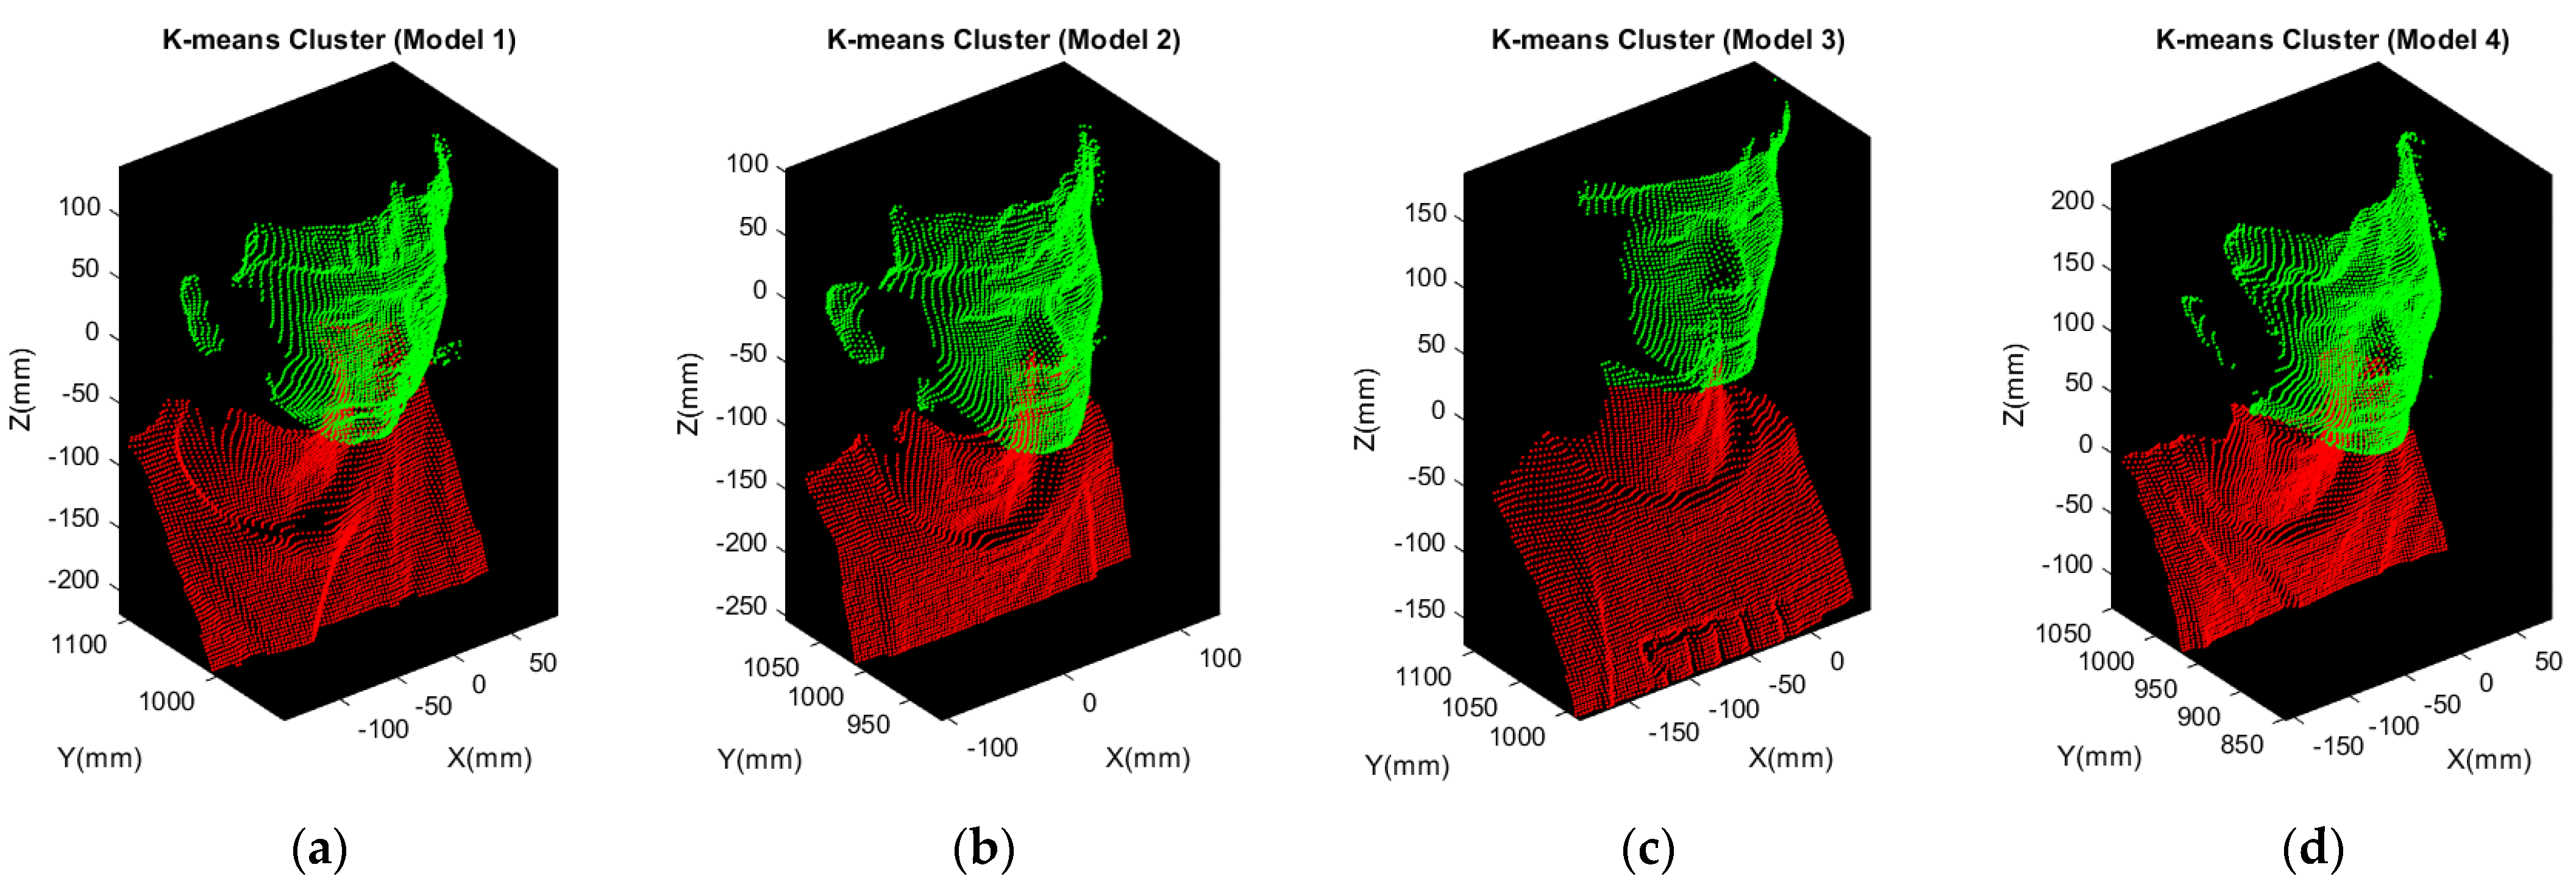 K-means Cluster (Model 1)
100
50
0
-50
-100
-150
-200
Z(mm)
1100
1000
Y(mm)
-100
-50
0
50
X(mm)
(a)
K-means Cluster (Model 2)
100
50
0
-50
-100
-150
-200
-250
Z(mm)
1050
1000
950
Y(mm)
-100
0
100
X(mm)
(b)
K-means Cluster (Model 3)
150
100
50
0
-50
-100
-150
Z(mm)
1100
1050
1000
Y(mm)
-150
-100
-50
0
X(mm)
(c)
K-means Cluster (Model 4)
200
150
100
50
0
-50
-100
Z(mm)
1050
1000
950
900
850
Y(mm)
-150
-100
-50
0
50
X(mm)
(d)